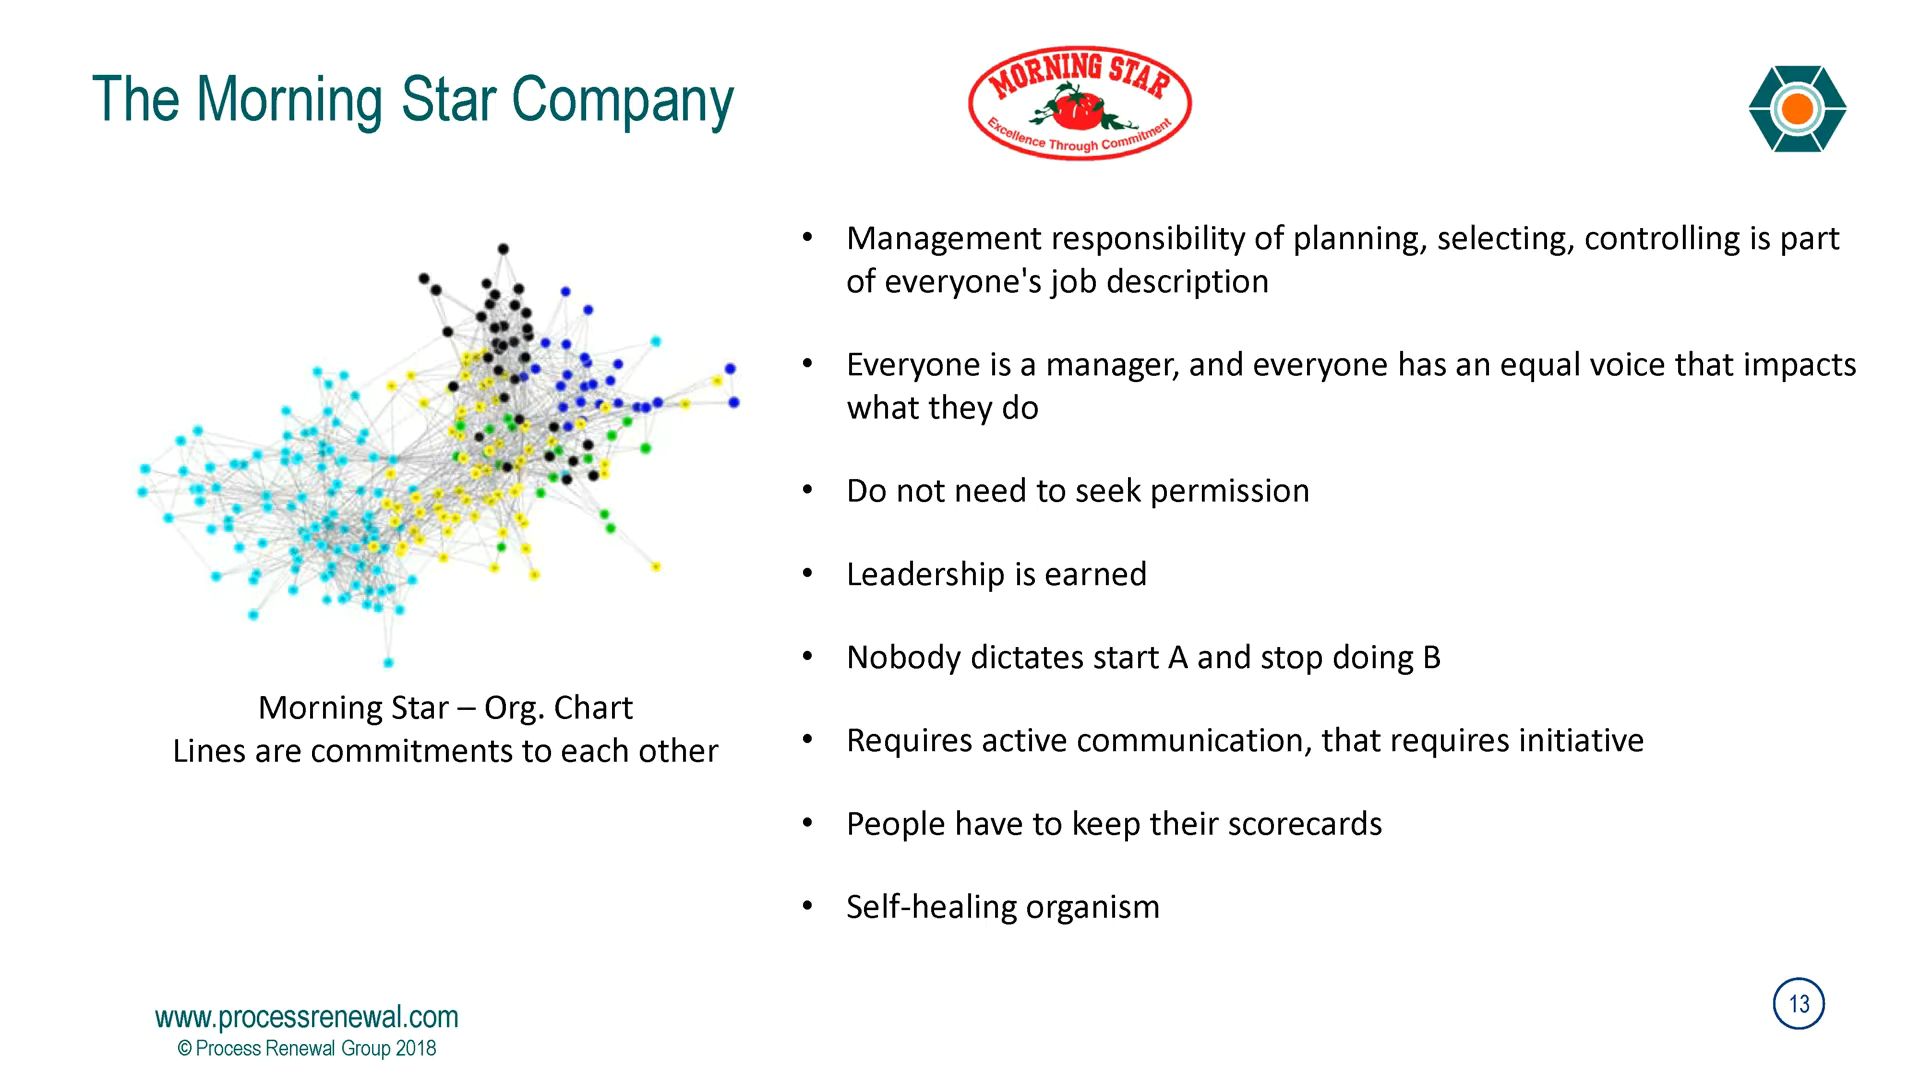 The Morning Star Company
MORNING STAR
Excellence Through Commitment
• Management responsibility of planning, selecting, controlling is part
of everyone's job description
• Everyone is a manager, and everyone has an equal voice that impacts
what they do
• Do not need to seek permission
• Leadership is earned
• Nobody dictates start A and stop doing B
• Requires active communication, that requires initiative
• People have to keep their scorecards
• Self-healing organism
Morning Star – Org. Chart
Lines are commitments to each other
www.processrenewal.com
© Process Renewal Group 2018
13